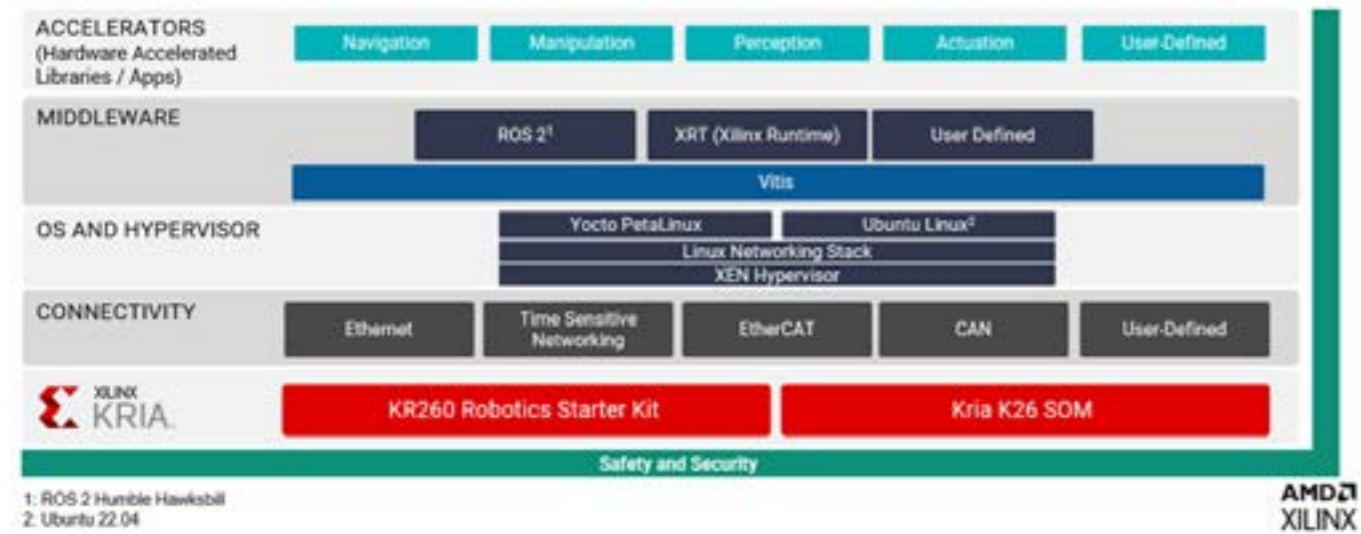 ACCELERATORS
(Hardware Accelerated
Libraries / Apps)
Navigation
Manipulation
Perception
Actuation
User-Defined
MIDDLEWARE
ROS 2¹
XRT (Xilinx Runtime)
User Defined
Vitis
OS AND HYPERVISOR
Yocto PetaLinux
Ubuntu Linux²
Linux Networking Stack
XEN Hypervisor
CONNECTIVITY
Ethernet
Time Sensitive
Networking
EtherCAT
CAN
User-Defined
XILINX
KRIA
KR260 Robotics Starter Kit
Kria K26 SOM
Safety and Security
1: ROS 2 Humble Hawksbill
2: Ubuntu 22.04
AMD
XILINX